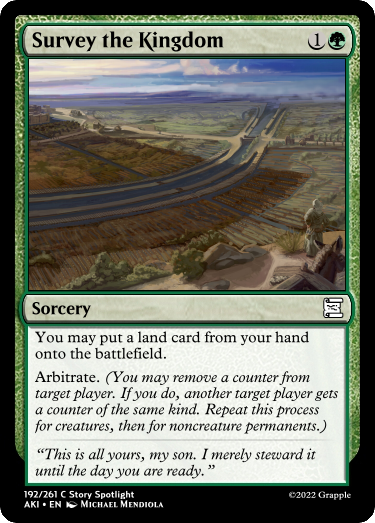 Survey the Kingdom 1
Sorcery
You may put a land card from your hand
onto the battlefield.
Arbitrate. (You may remove a counter from
target player. If you do, another target player gets
a counter of the same kind. Repeat this process
for creatures, then for noncreature permanents.)
“This is all yours, my son. I merely steward it
until the day you are ready.”
192/261 C Story Spotlight
AKI • EN Michael Mendiola
©2022 Grapple